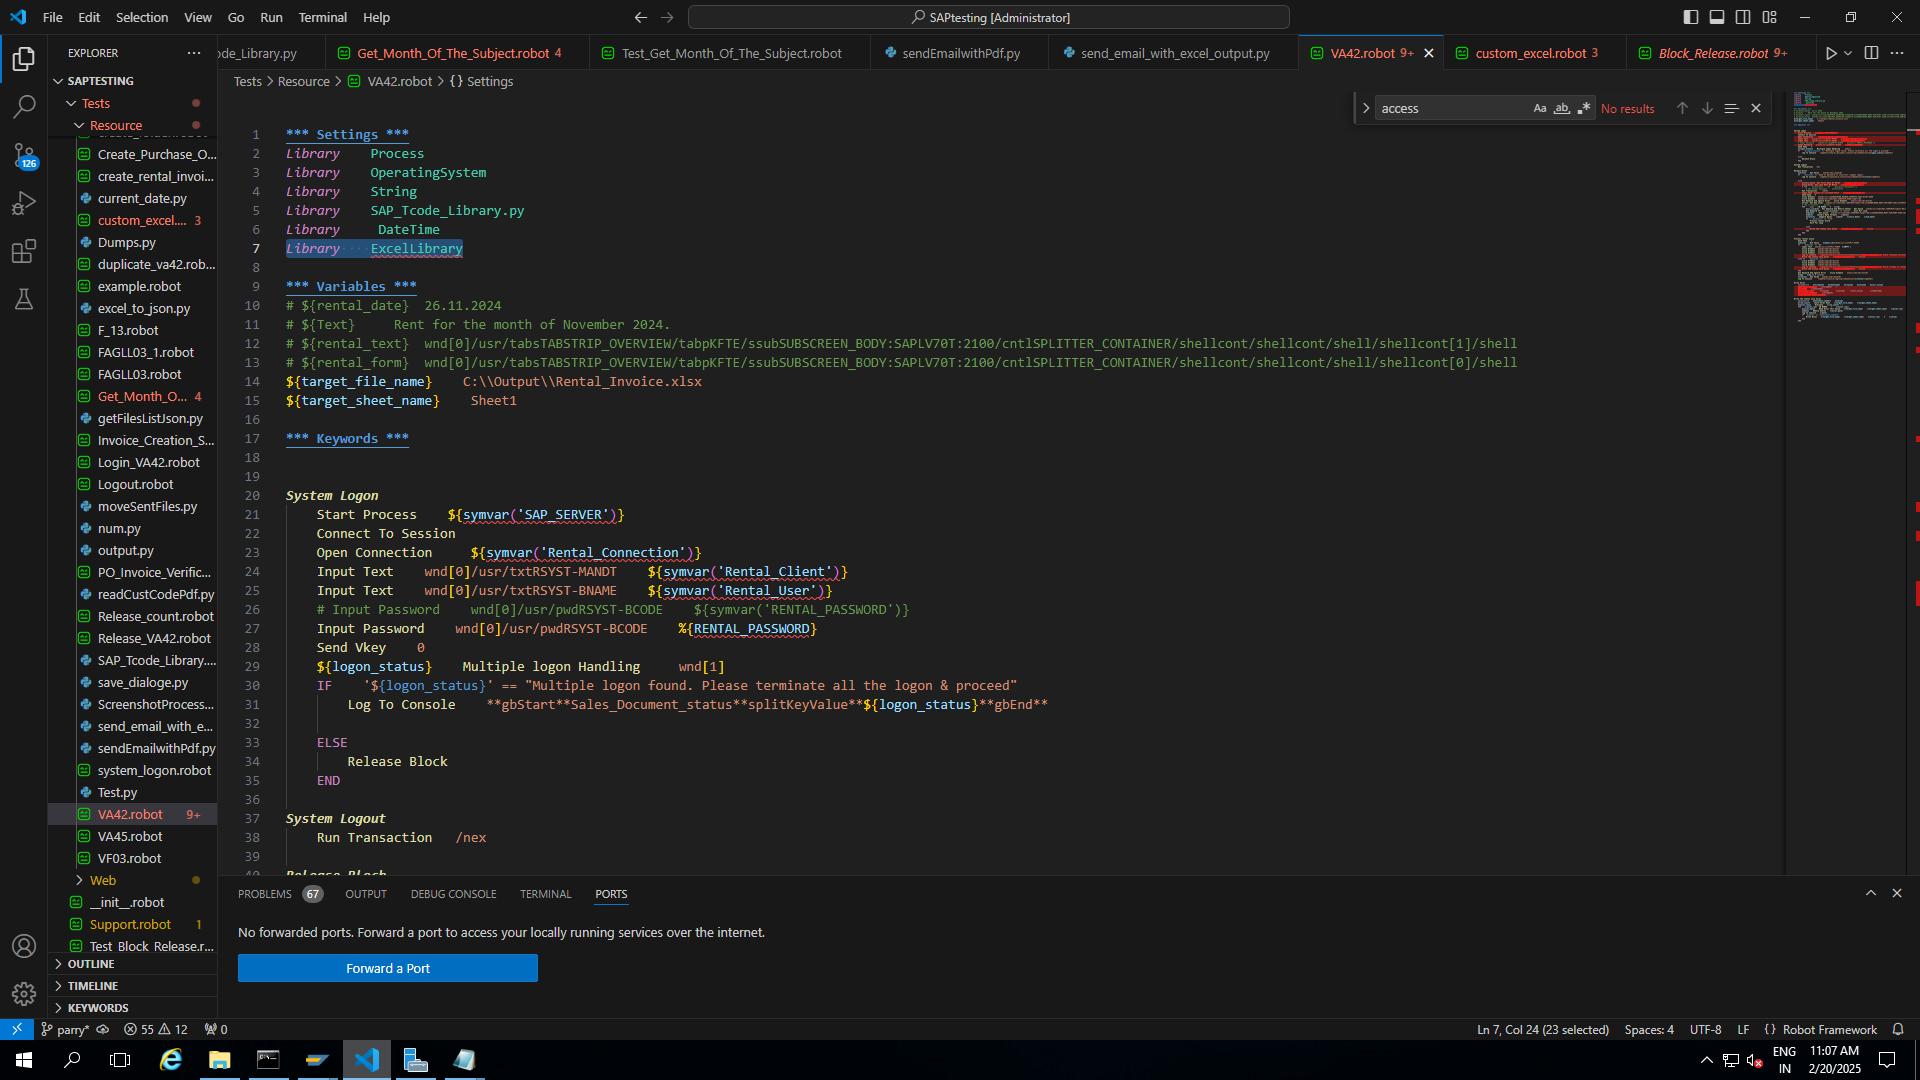 File Edit Selection View Go Run Terminal Help
SAPtesting [Administrator]
EXPLORER
ode_Library.py
Get_Month_Of_The_Subject.robot 4
Test_Get_Month_Of_The_Subject.robot
sendEmailwithPdf.py
send_email_with_excel_output.py
VA42.robot 9+
custom_excel.robot 3
Block_Release.robot 9+
Tests > Resource > VA42.robot > {} Settings
access
Aa ab .*
No results
SAPTESTING
Tests
Resource
Create_Purchase_O...
create_rental_invoi...
current_date.py
custom_excel.... 3
Dumps.py
duplicate_va42.rob...
example.robot
excel_to_json.py
F_13.robot
FAGLL03_1.robot
FAGLL03.robot
Get_Month_O... 4
getFilesListJson.py
Invoice_Creation_S...
Login_VA42.robot
Logout.robot
moveSentFiles.py
num.py
output.py
PO_Invoice_Verific...
readCustCodePdf.py
Release_count.robot
Release_VA42.robot
SAP_Tcode_Library....
save_dialoge.py
ScreenshotProcess...
send_email_with_e...
sendEmailwithPdf.py
system_logon.robot
Test.py
VA42.robot 9+
VA45.robot
VF03.robot
Web
__init__.robot
Support.robot 1
Test_Block_Release.r...
OUTLINE
TIMELINE
KEYWORDS
126
1 *** Settings ***
2 Library    Process
3 Library    OperatingSystem
4 Library    String
5 Library    SAP_Tcode_Library.py
6 Library     DateTime
7 Library    ExcelLibrary
8
9 *** Variables ***
10 # ${rental_date}  26.11.2024
11 # ${Text}     Rent for the month of November 2024.
12 # ${rental_text}  wnd[0]/usr/tabsTABSTRIP_OVERVIEW/tabpKFTE/ssubSUBSCREEN_BODY:SAPLV70T:2100/cntlSPLITTER_CONTAINER/shellcont/shellcont/shell/shellcont[1]/shell
13 # ${rental_form}  wnd[0]/usr/tabsTABSTRIP_OVERVIEW/tabpKFTE/ssubSUBSCREEN_BODY:SAPLV70T:2100/cntlSPLITTER_CONTAINER/shellcont/shellcont/shell/shellcont[0]/shell
14 ${target_file_name}    C:\\Output\\Rental_Invoice.xlsx
15 ${target_sheet_name}    Sheet1
16
17 *** Keywords ***
18
19
20 System Logon
21     Start Process    ${symvar('SAP_SERVER')}
22     Connect To Session
23     Open Connection     ${symvar('Rental_Connection')}
24     Input Text    wnd[0]/usr/txtRSYST-MANDT    ${symvar('Rental_Client')}
25     Input Text    wnd[0]/usr/txtRSYST-BNAME    ${symvar('Rental_User')}
26     # Input Password    wnd[0]/usr/pwdRSYST-BCODE    ${symvar('RENTAL_PASSWORD')}
27     Input Password    wnd[0]/usr/pwdRSYST-BCODE    %{RENTAL_PASSWORD}
28     Send Vkey    0
29     ${logon_status}    Multiple logon Handling     wnd[1]
30     IF    '${logon_status}' == "Multiple logon found. Please terminate all the logon & proceed"
31         Log To Console    **gbStart**Sales_Document_status**splitKeyValue**${logon_status}**gbEnd**
32
33     ELSE
34         Release Block
35     END
36
37 System Logout
38     Run Transaction   /nex
39
40 Release Block
PROBLEMS 67 OUTPUT DEBUG CONSOLE TERMINAL PORTS
No forwarded ports. Forward a port to access your locally running services over the internet.
Forward a Port
parry* 55 12 0
Ln 7, Col 24 (23 selected) Spaces: 4 UTF-8 LF {} Robot Framework
ENG
IN
11:07 AM
2/20/2025